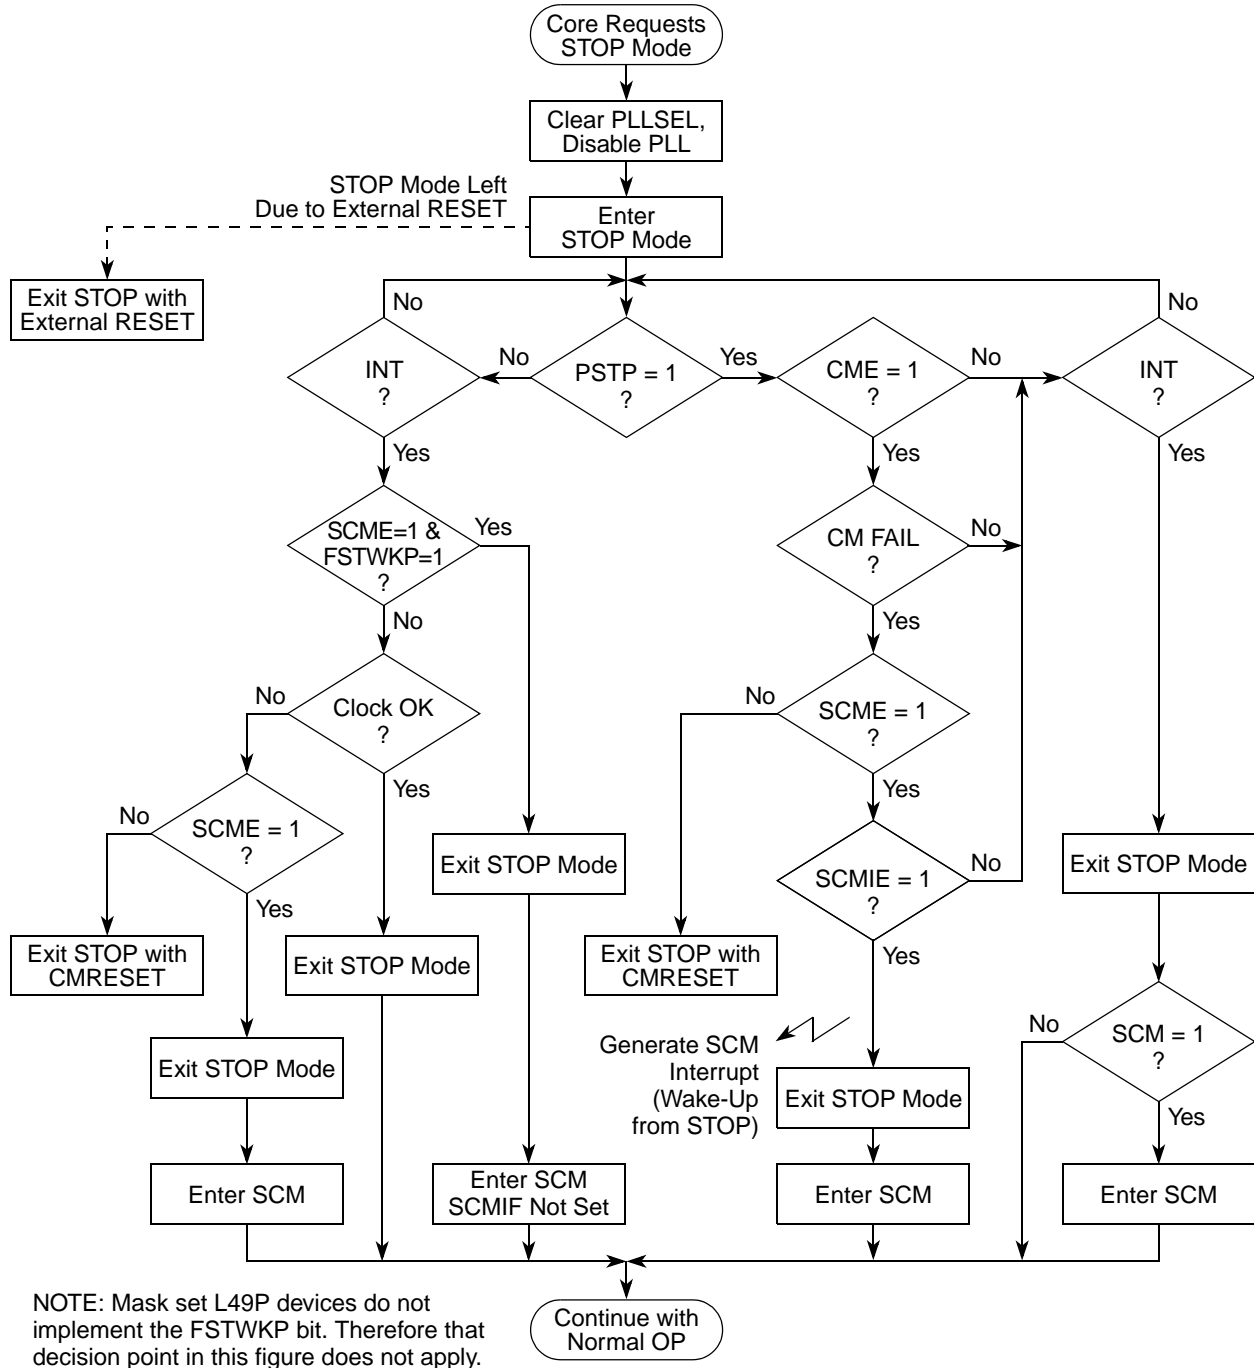 Core Requests
STOP Mode
Clear PLLSEL,
Disable PLL
STOP Mode Left
Due to External RESET
Enter
STOP Mode
Exit STOP with
External RESET
No
No
INT
?
No
PSTP = 1
?
Yes
CME = 1
?
No
INT
?
Yes
Yes
Yes
SCME=1 &
FSTWKP=1
?
Yes
CM FAIL
?
No
No
Yes
No
Clock OK
?
No
SCME = 1
?
Yes
Yes
No
SCME = 1
?
Exit STOP Mode
SCMIE = 1
?
No
Exit STOP Mode
Yes
Exit STOP with
CMRESET
Exit STOP Mode
Exit STOP with
CMRESET
Yes
Generate SCM
Interrupt
(Wake-Up
from STOP)
No
SCM = 1
?
Exit STOP Mode
Exit STOP Mode
Yes
Enter SCM
Enter SCM
SCMIF Not Set
Enter SCM
Enter SCM
NOTE: Mask set L49P devices do not
implement the FSTWKP bit. Therefore that
decision point in this figure does not apply.
Continue with
Normal OP